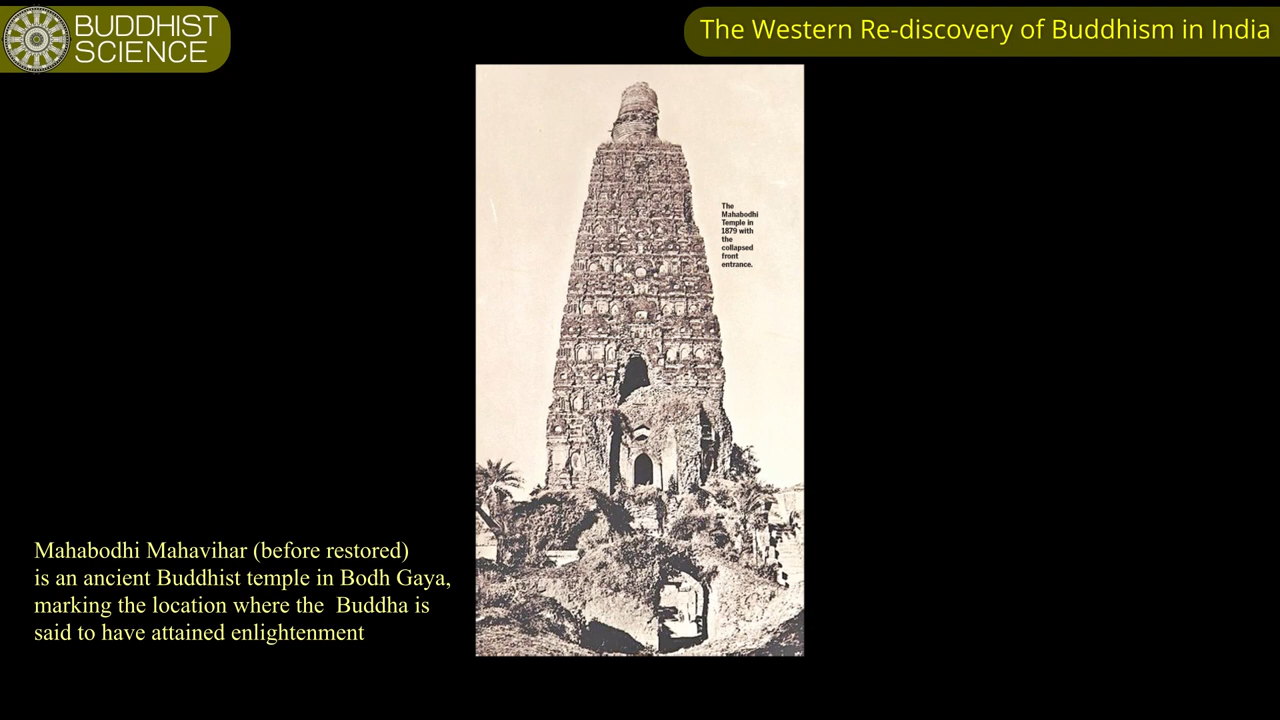 BUDDHIST
SCIENCE
The Western Re-discovery of Buddhism in India
The
Mahabodhi
Temple in
1879 with
the
collapsed
front
entrance.
Mahabodhi Mahavihar (before restored)
is an ancient Buddhist temple in Bodh Gaya,
marking the location where the  Buddha is
said to have attained enlightenment